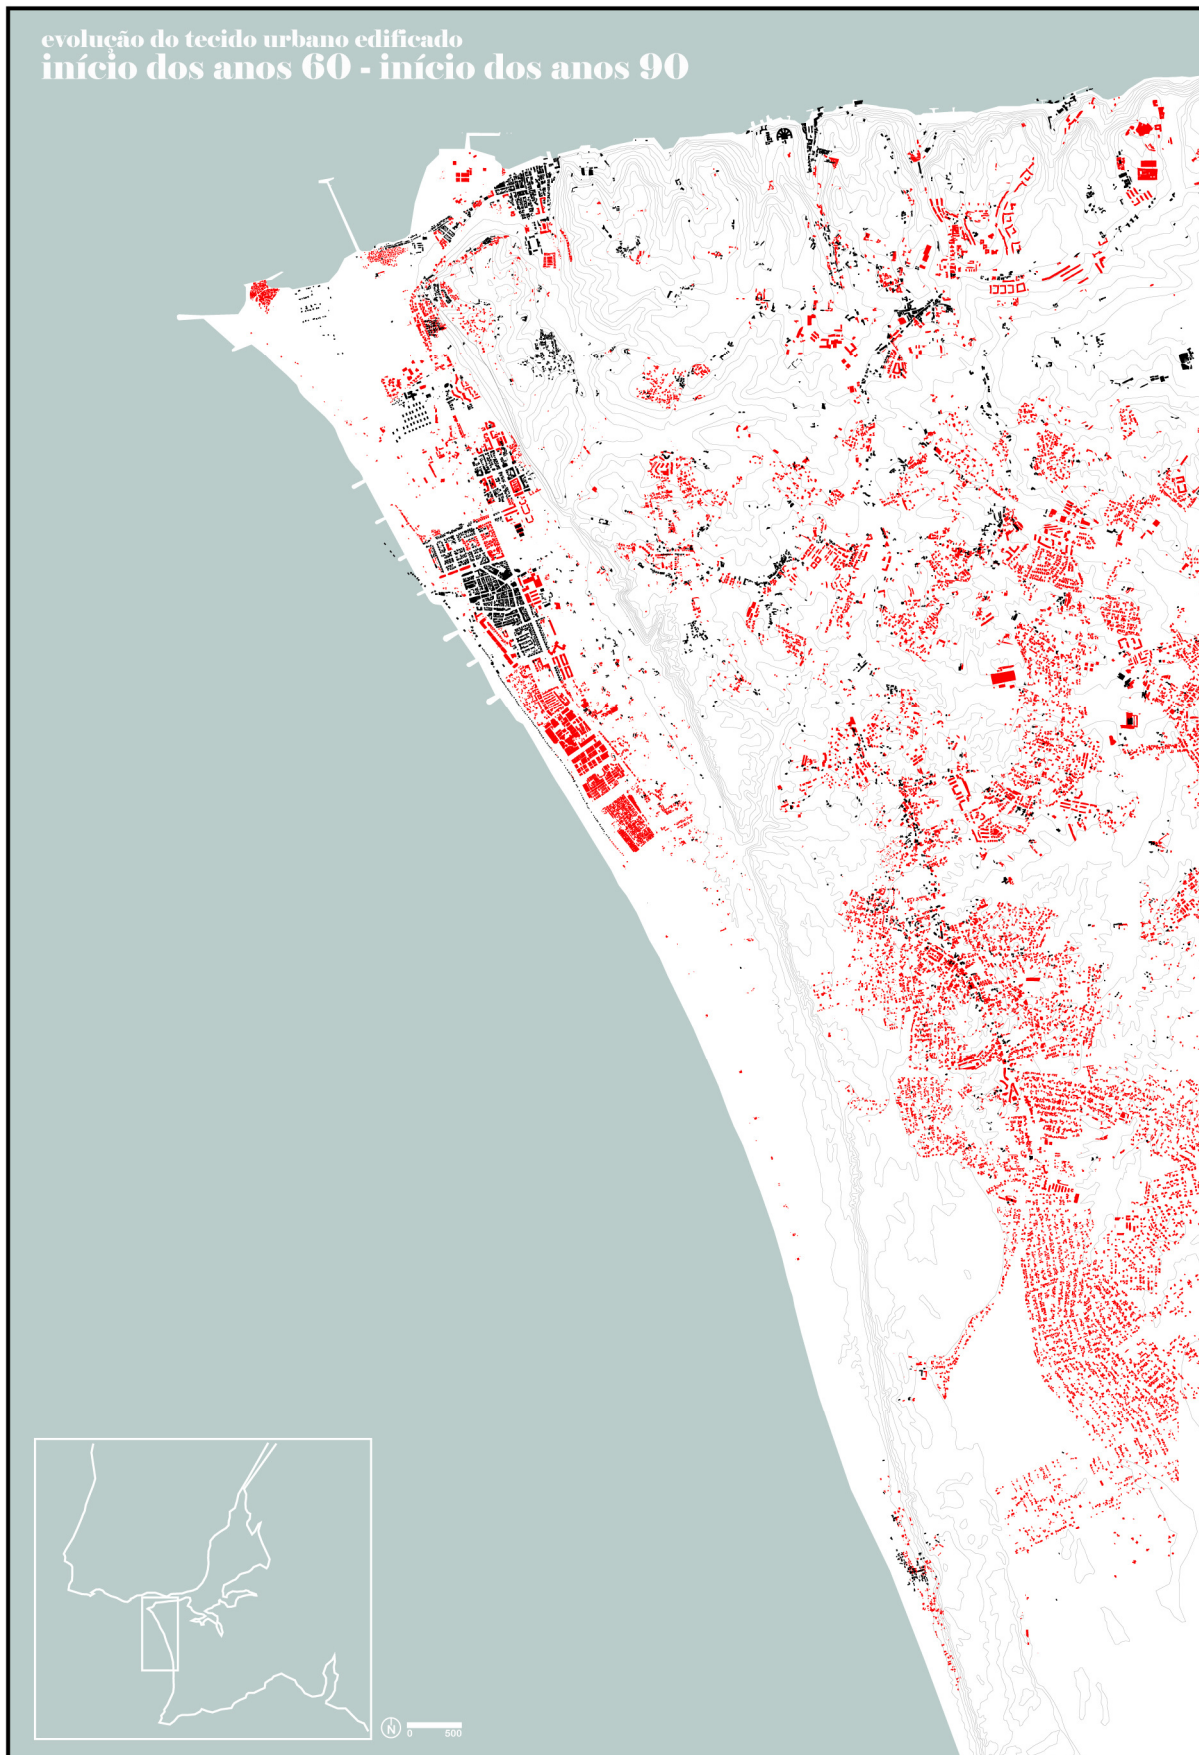 evolução do tecido urbano edificado
início dos anos 60 - início dos anos 90
N
0 500